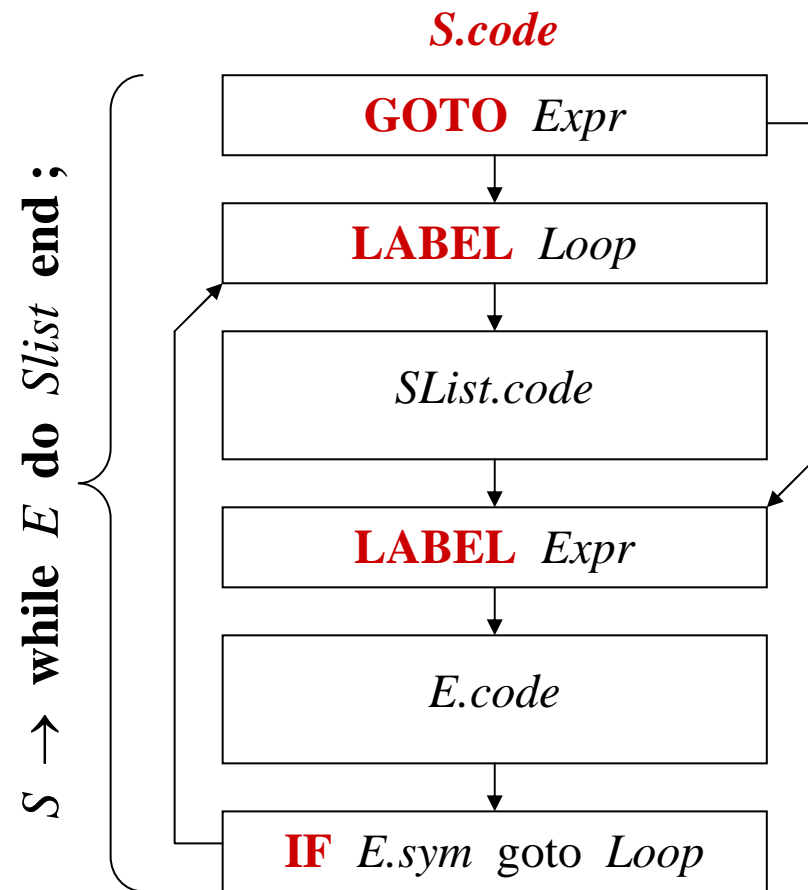 S.code
GOTO Expr
LABEL Loop
SList.code
LABEL Expr
E.code
IF E.sym goto Loop
S → while E do Slist end ;